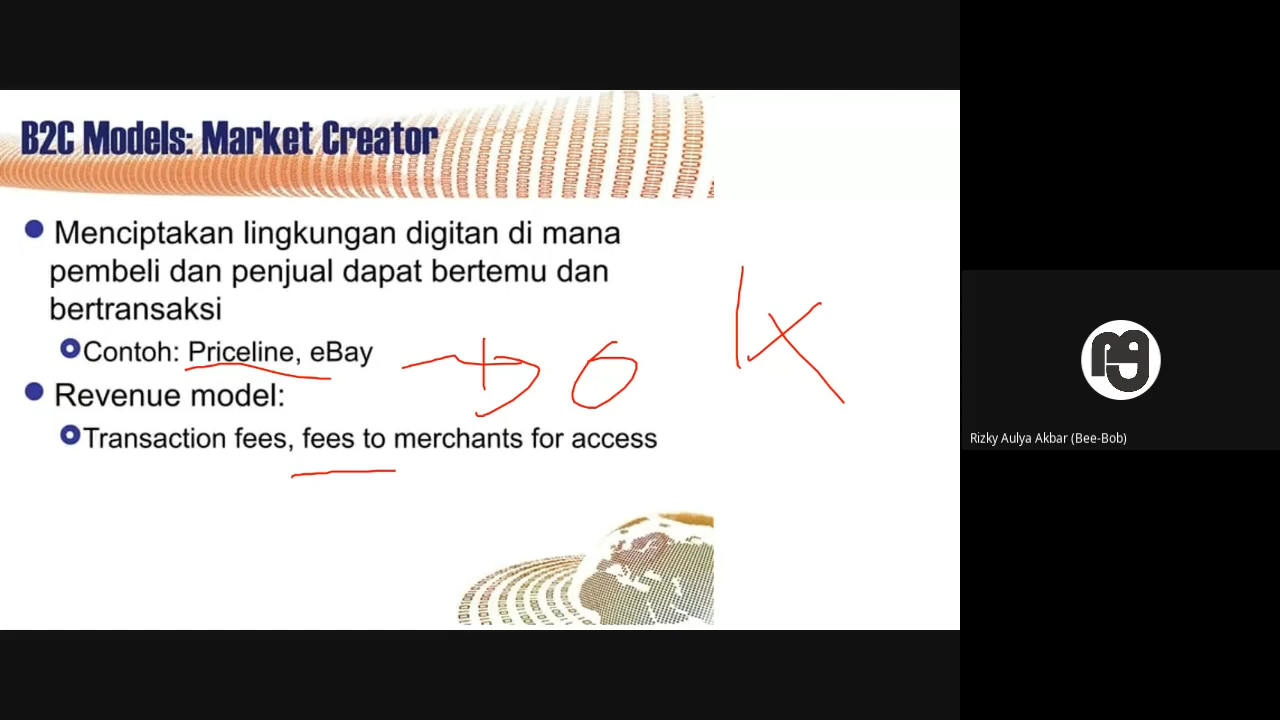 B2C Models: Market Creator
Menciptakan lingkungan digitan di mana
pembeli dan penjual dapat bertemu dan
bertransaksi
Contoh: Priceline, eBay
Revenue model:
Transaction fees, fees to merchants for access
Rizky Aulya Akbar (Bee-Bob)